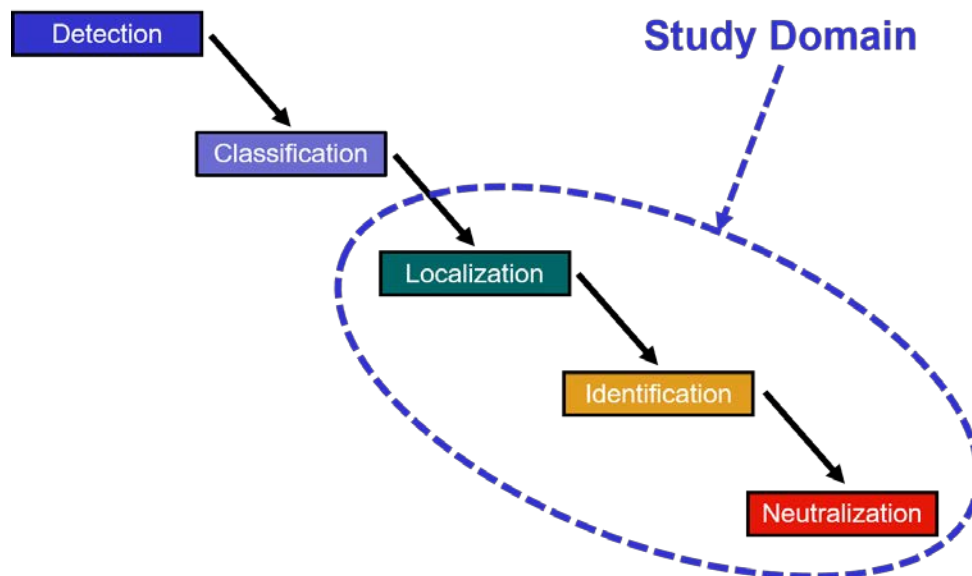 Detection
Study Domain
Classification
Localization
Identification
Neutralization